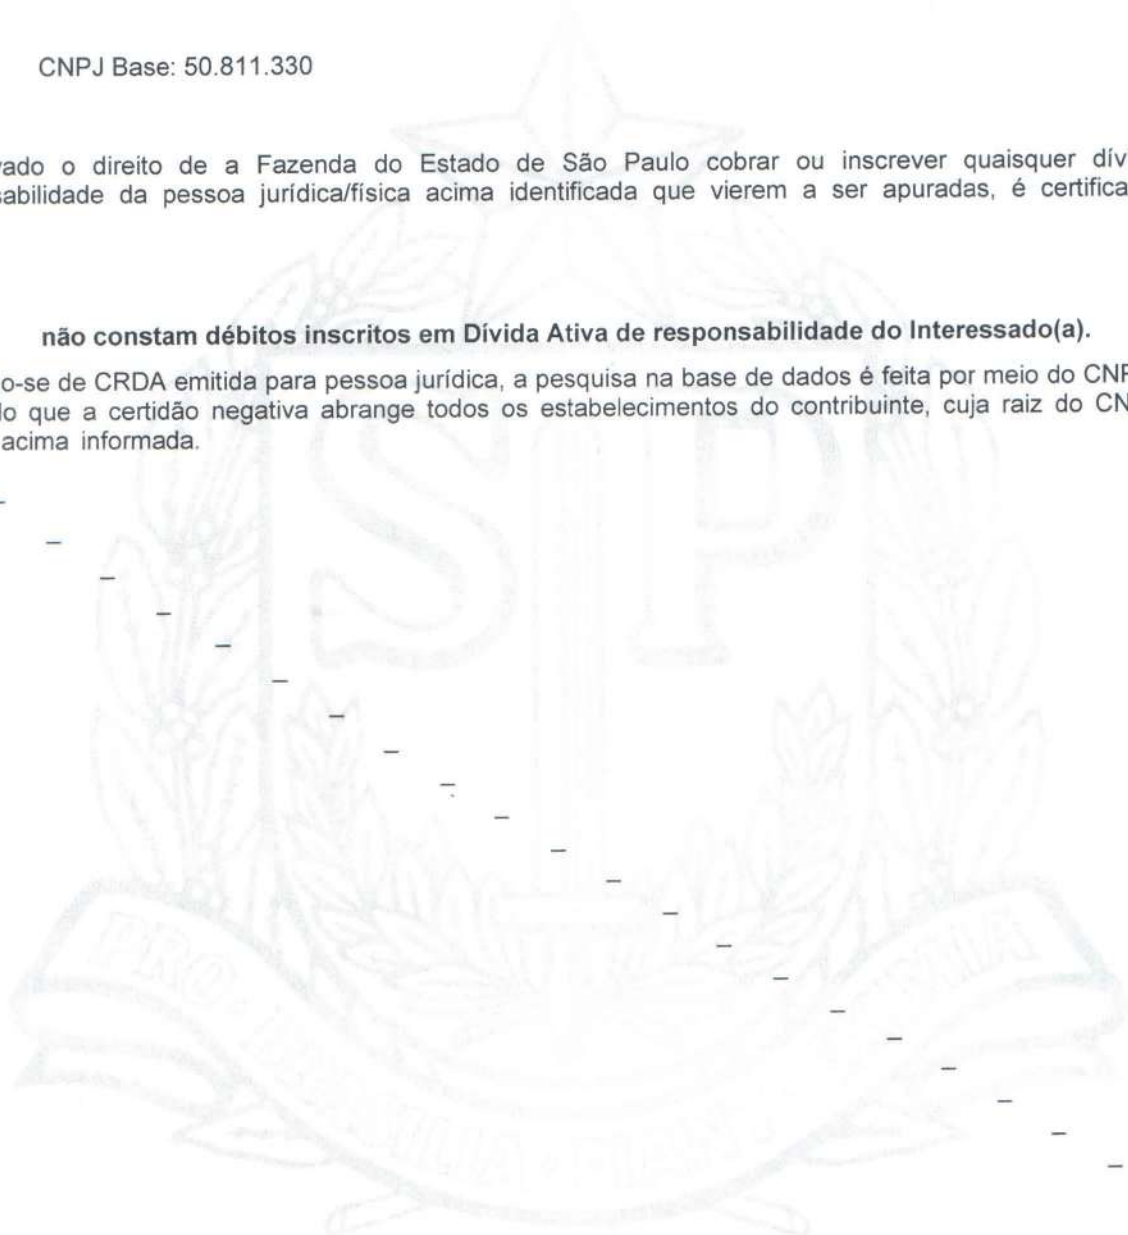 CNPJ Base: 50.811.330
vado o direito de a Fazenda do Estado de São Paulo cobrar ou inscrever quaisquer dív
sabilidade da pessoa jurídica/física acima identificada que vierem a ser apuradas, é certifica
não constam débitos inscritos em Dívida Ativa de responsabilidade do Interessado(a).
o-se de CRDA emitida para pessoa jurídica, a pesquisa na base de dados é feita por meio do CNP
do que a certidão negativa abrange todos os estabelecimentos do contribuinte, cuja raiz do CN
acima informada.
SP
PRO